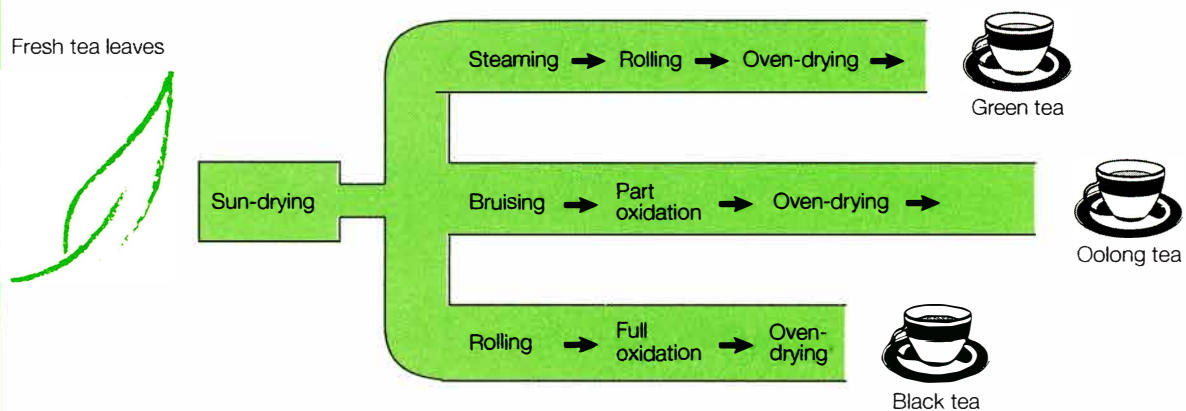 Fresh tea leaves
Sun-drying
Steaming → Rolling → Oven-drying →
Green tea
Bruising → Part oxidation → Oven-drying →
Oolong tea
Rolling → Full oxidation → Oven-drying
Black tea